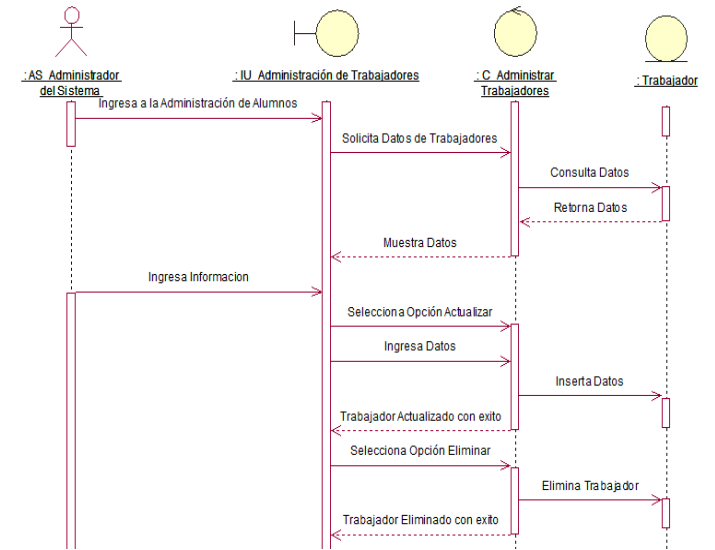 : AS_Administrador
del Sistema
: IU_Administración de Trabajadores
: C_Administrar
Trabajadores
: Trabajador
Ingresa a la Administración de Alumnos
Solicita Datos de Trabajadores
Consulta Datos
Retorna Datos
Muestra Datos
Ingresa Informacion
Selecciona Opción Actualizar
Ingresa Datos
Inserta Datos
Trabajador Actualizado con exito
Selecciona Opción Eliminar
Elimina Trabajador
Trabajador Eliminado con exito